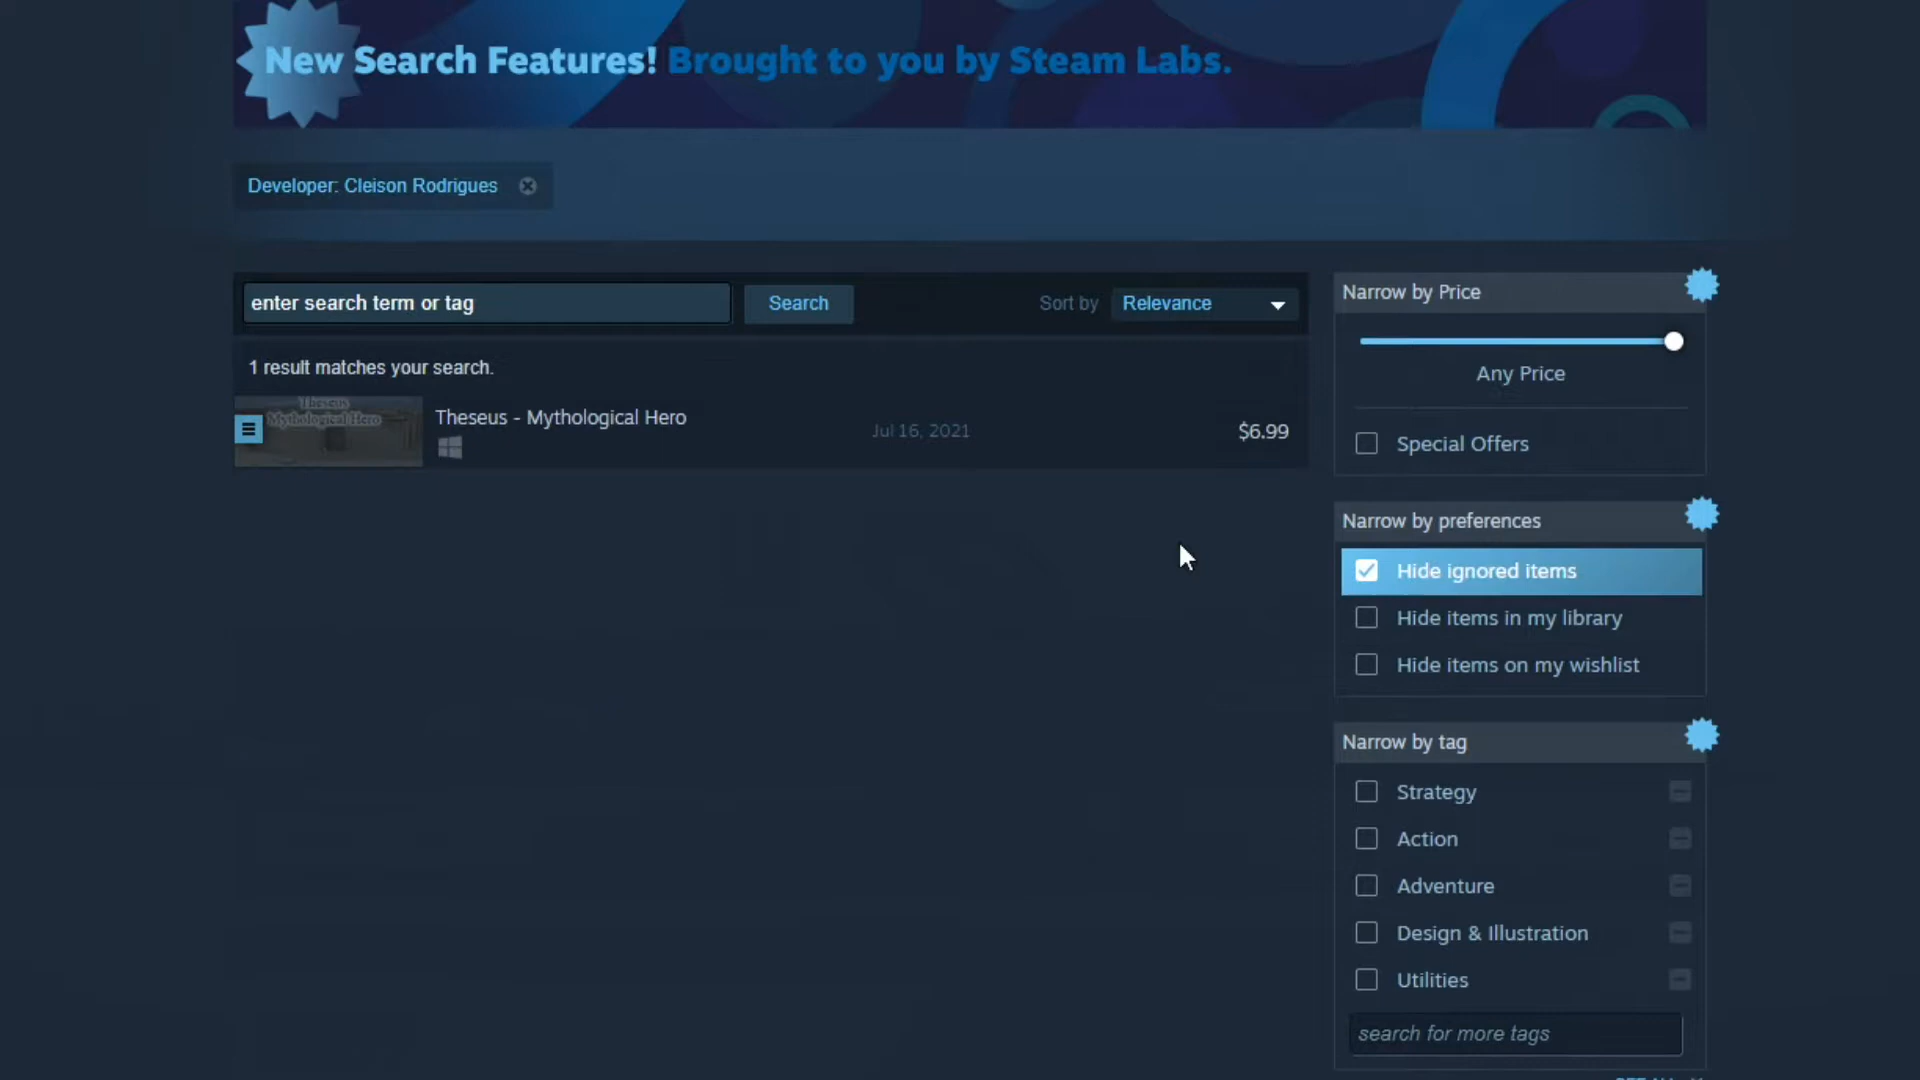 New Search Features! Brought to you by Steam Labs.
Developer: Cleison Rodrigues
enter search term or tag
Search
Sort by
Relevance
1 result matches your search.
Theseus
Mythological Hero
Theseus - Mythological Hero
Jul 16, 2021
$6.99
Narrow by Price
Any Price
Special Offers
Narrow by preferences
Hide ignored items
Hide items in my library
Hide items on my wishlist
Narrow by tag
Strategy
Action
Adventure
Design & Illustration
Utilities
search for more tags